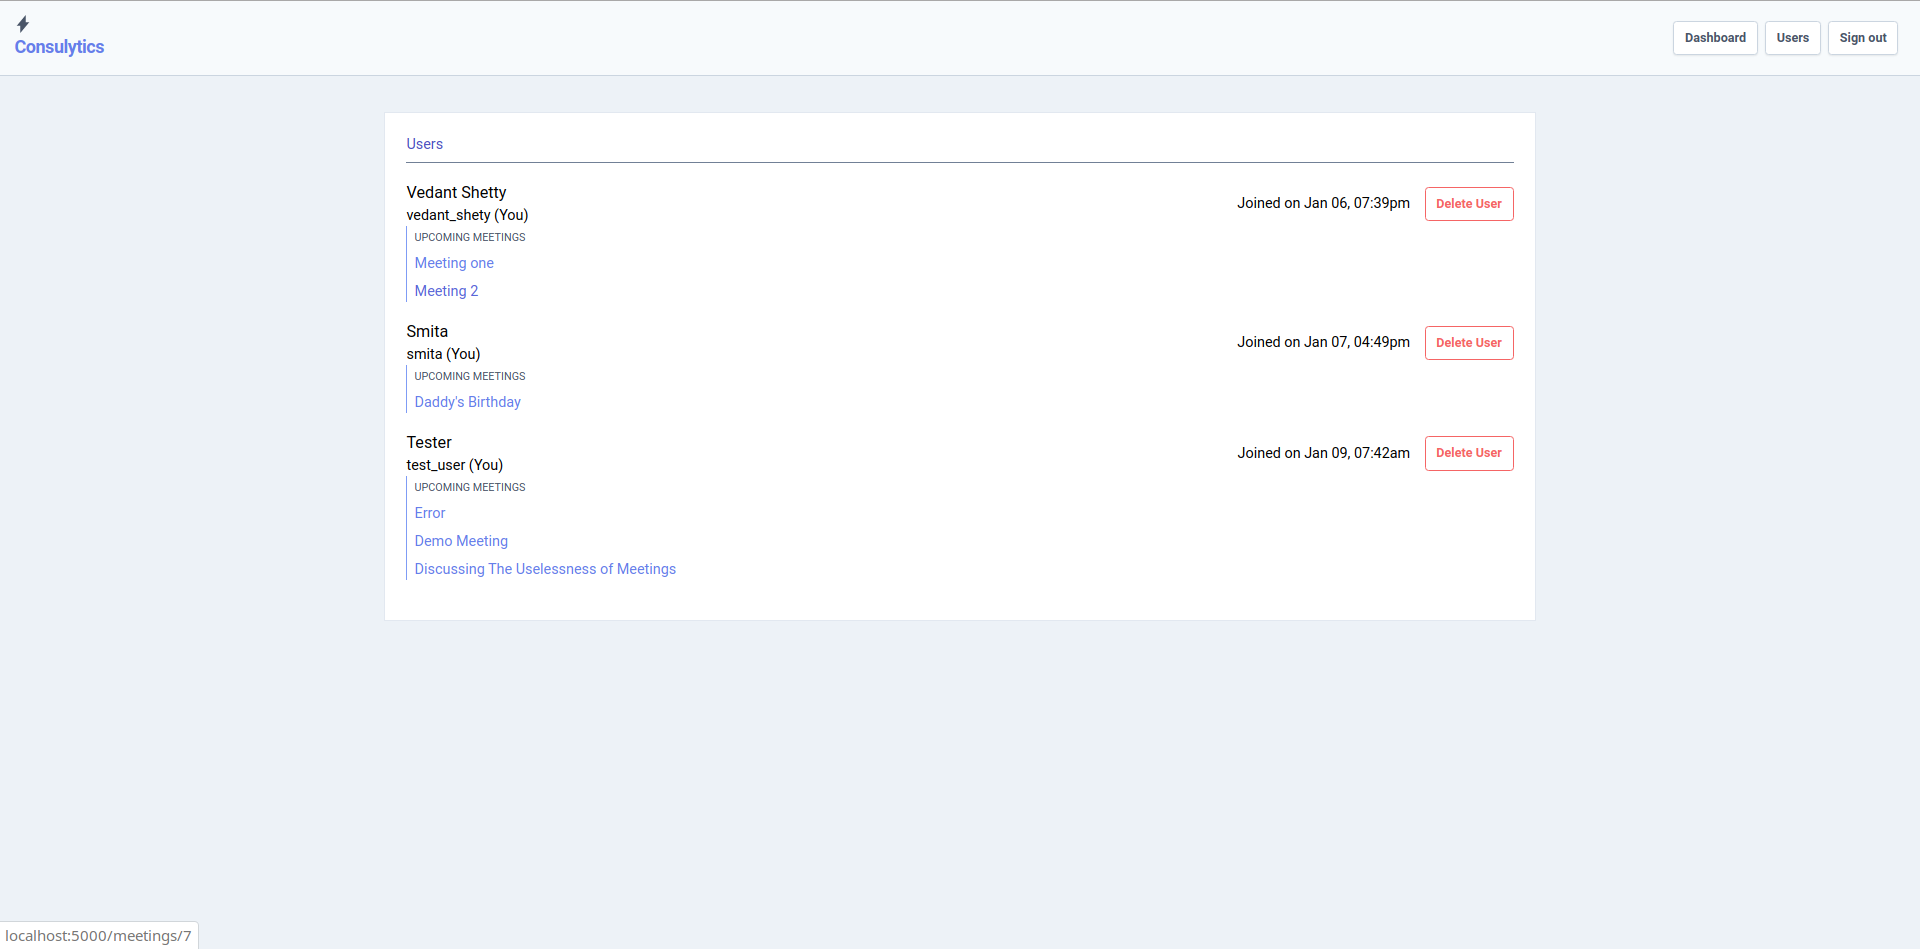 Consulytics
Dashboard Users Sign out
Users
Vedant Shetty
vedant_shety (You)
Joined on Jan 06, 07:39pm Delete User
UPCOMING MEETINGS
Meeting one
Meeting 2
Smita
smita (You)
Joined on Jan 07, 04:49pm Delete User
UPCOMING MEETINGS
Daddy's Birthday
Tester
test_user (You)
Joined on Jan 09, 07:42am Delete User
UPCOMING MEETINGS
Error
Demo Meeting
Discussing The Uselessness of Meetings
localhost:5000/meetings/7